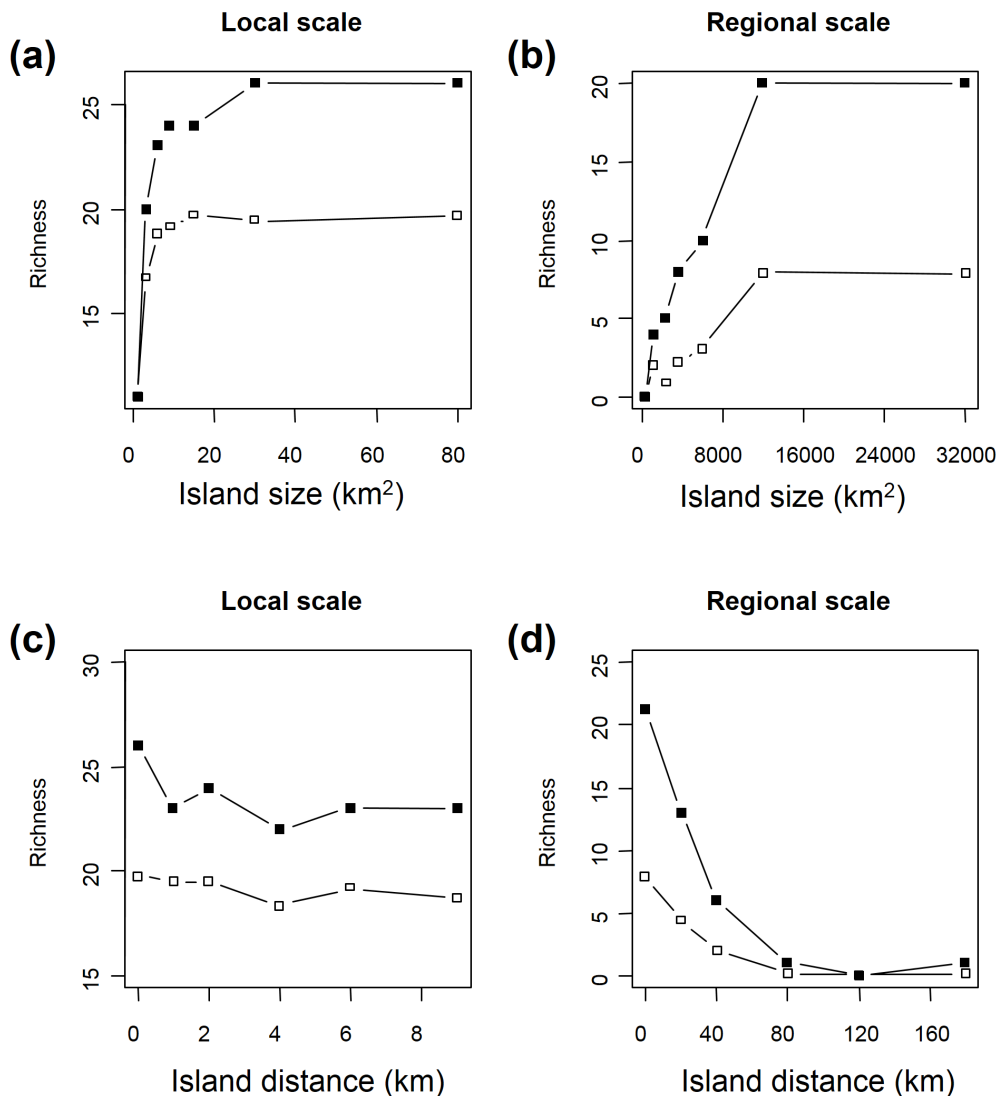 Local scale
Regional scale
(a)
(b)
25
20
15
Richness
0 20 40 60 80
Island size (km²)
20
15
10
5
0
Richness
0 8000 16000 24000 32000
Island size (km²)
Local scale
Regional scale
(c)
(d)
30
25
20
15
Richness
0 2 4 6 8
Island distance (km)
25
20
15
10
5
0
Richness
0 40 80 120 160
Island distance (km)